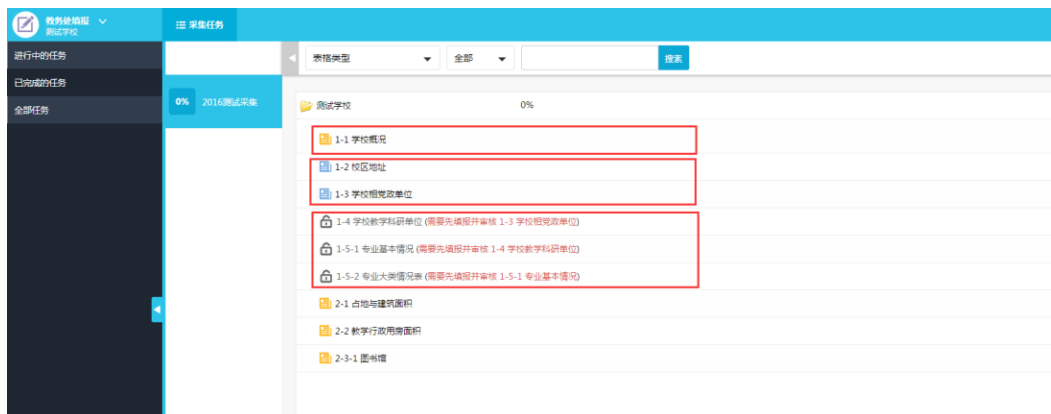 教务处填报
测试学校
采集任务
进行中的任务
已完成的任务
全部任务
0% 2016测试采集
表格类型 全部 搜索
测试学校 0%
1-1 学校概况
1-2 校区地址
1-3 学校相党政单位
1-4 学校教学科研单位 (需要先填报并审核 1-3 学校相党政单位)
1-5-1 专业基本情况 (需要先填报并审核 1-4 学校教学科研单位)
1-5-2 专业大类情况表 (需要先填报并审核 1-5-1 专业基本情况)
2-1 占地与建筑面积
2-2 教学行政用房面积
2-3-1 图书馆